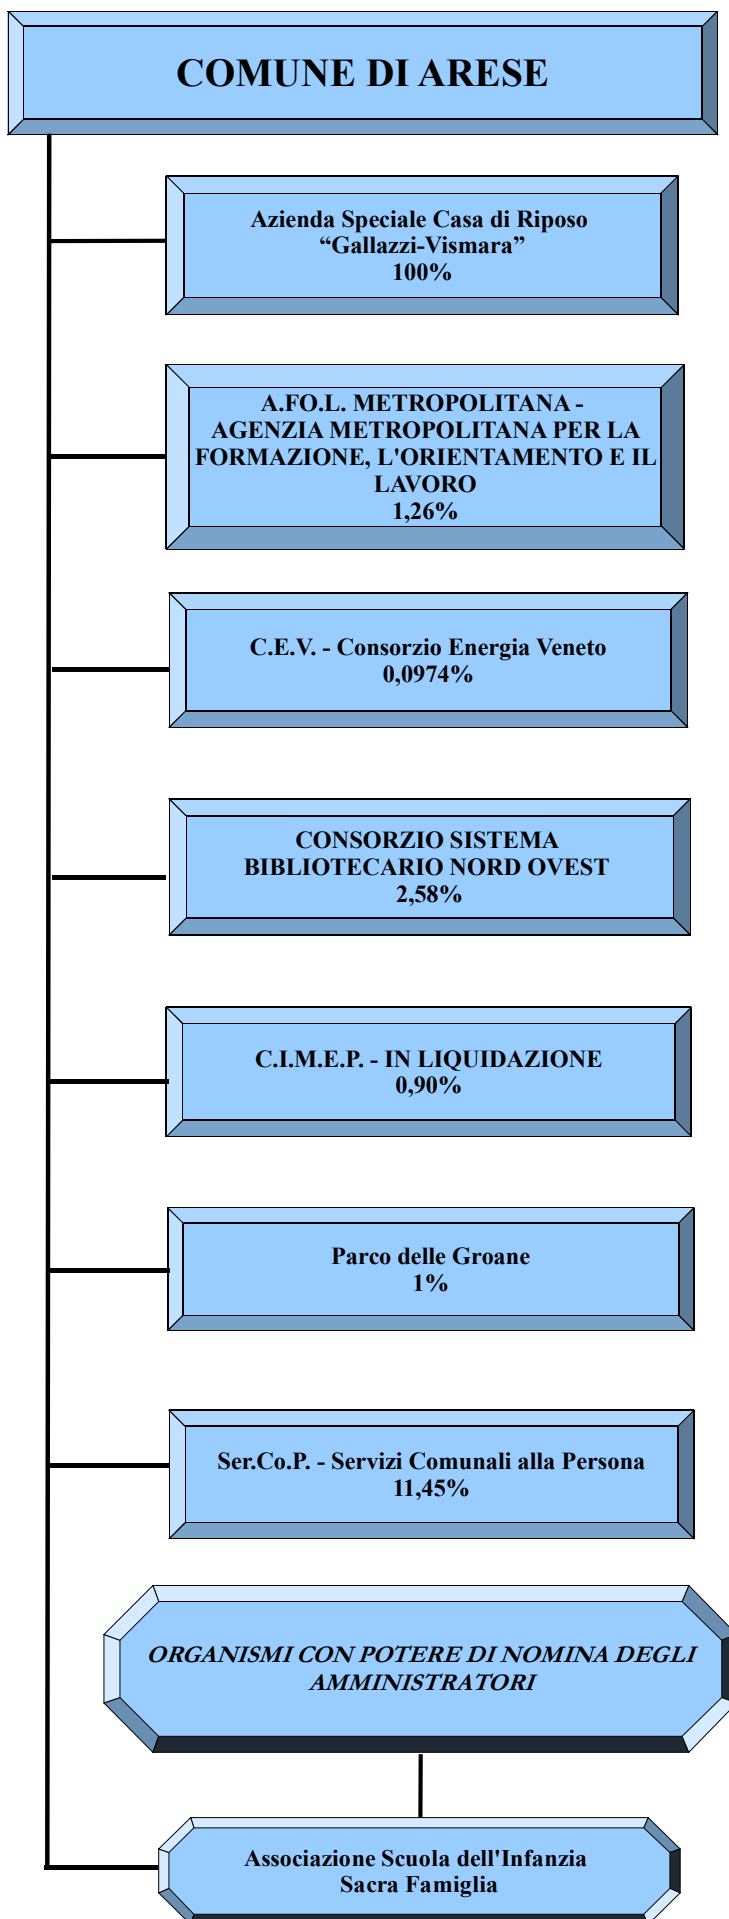 COMUNE DI ARESE
Azienda Speciale Casa di Riposo
“Gallazzi-Vismara”
100%
A.FO.L. METROPOLITANA -
AGENZIA METROPOLITANA PER LA
FORMAZIONE, L'ORIENTAMENTO E IL
LAVORO
1,26%
C.E.V. - Consorzio Energia Veneto
0,0974%
CONSORZIO SISTEMA
BIBLIOTECARIO NORD OVEST
2,58%
C.I.M.E.P. - IN LIQUIDAZIONE
0,90%
Parco delle Groane
1%
Ser.Co.P. - Servizi Comunali alla Persona
11,45%
ORGANISMI CON POTERE DI NOMINA DEGLI
AMMINISTRATORI
Associazione Scuola dell'Infanzia
Sacra Famiglia